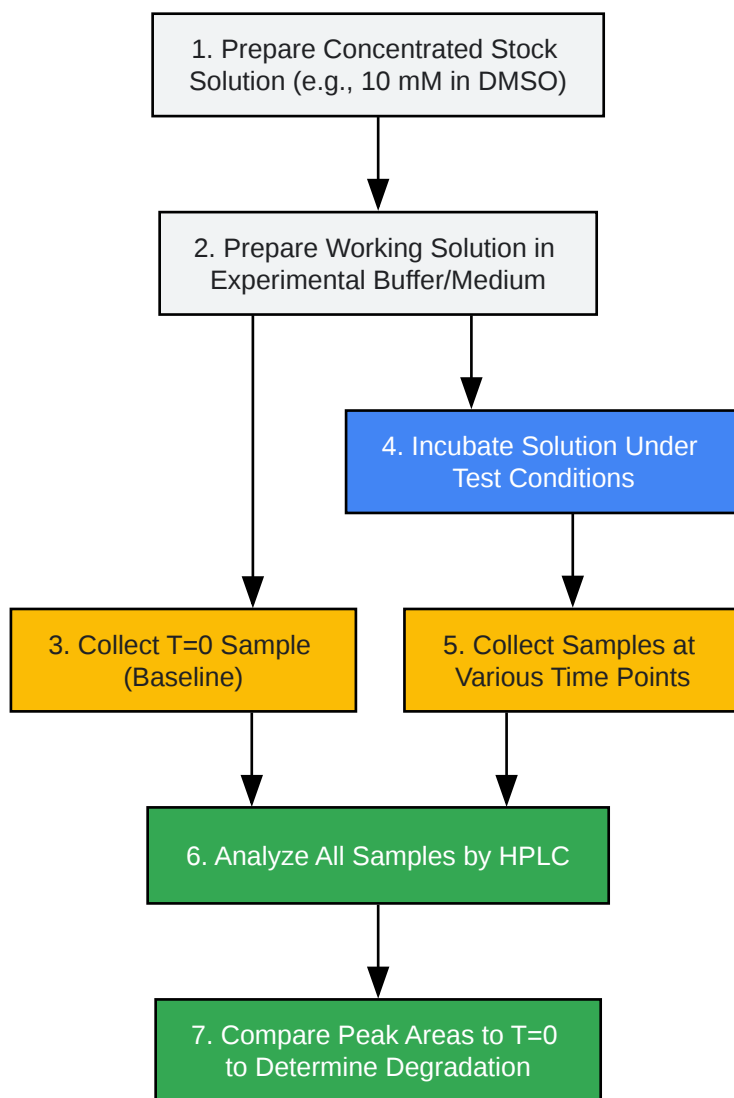 1. Prepare Concentrated Stock
Solution (e.g., 10 mM in DMSO)
2. Prepare Working Solution in
Experimental Buffer/Medium
4. Incubate Solution Under
Test Conditions
3. Collect T=0 Sample
(Baseline)
5. Collect Samples at
Various Time Points
6. Analyze All Samples by HPLC
7. Compare Peak Areas to T=0
to Determine Degradation